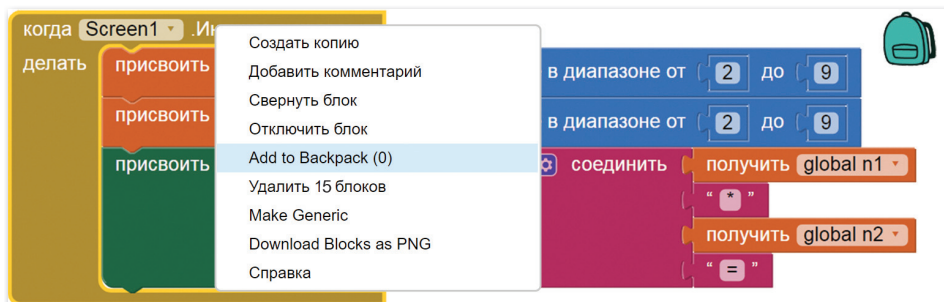 когда Screen1 .И
делать присвоить в диапазоне от 2 до 9
присвоить в диапазоне от 2 до 9
присвоить соединить получить global n1
“ * ”
получить global n2
“ = ”
Создать копию
Добавить комментарий
Свернуть блок
Отключить блок
Add to Backpack (0)
Удалить 15 блоков
Make Generic
Download Blocks as PNG
Справка